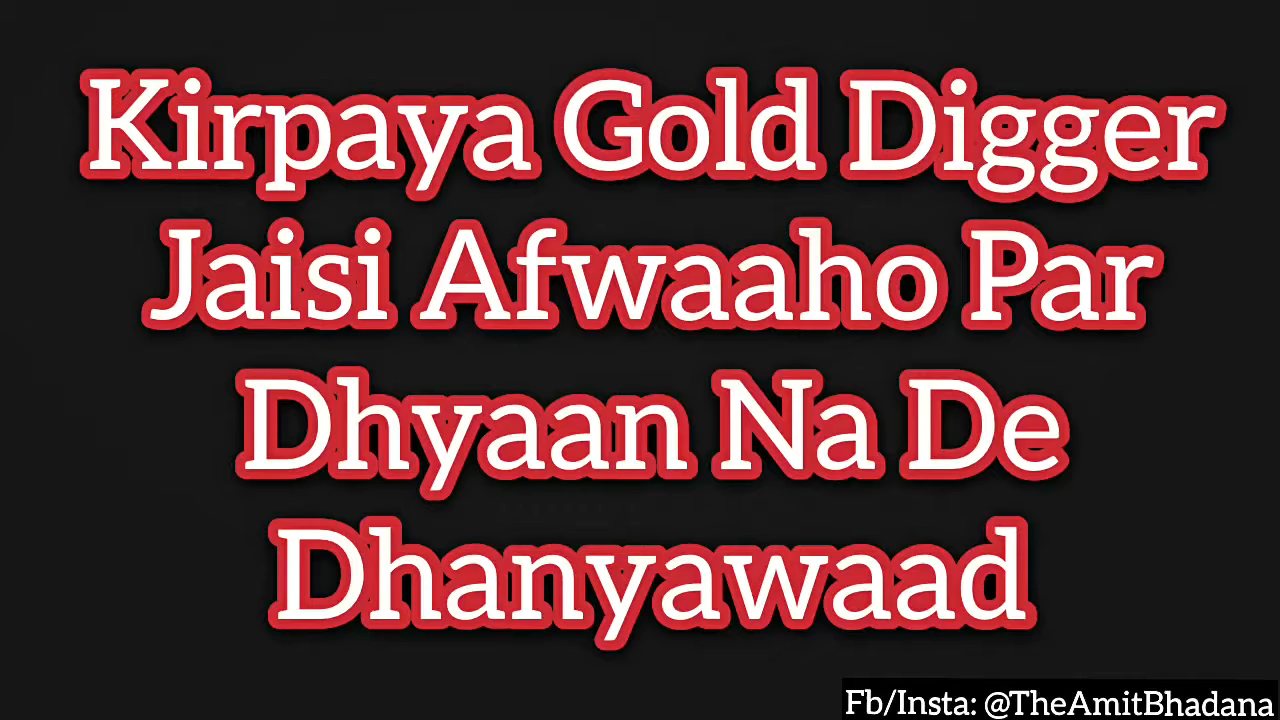 Kirpaya Gold Digger
Jaisi Afwaaho Par
Dhyaan Na De
Dhanyawaad
Fb/Insta: @TheAmitBhadana